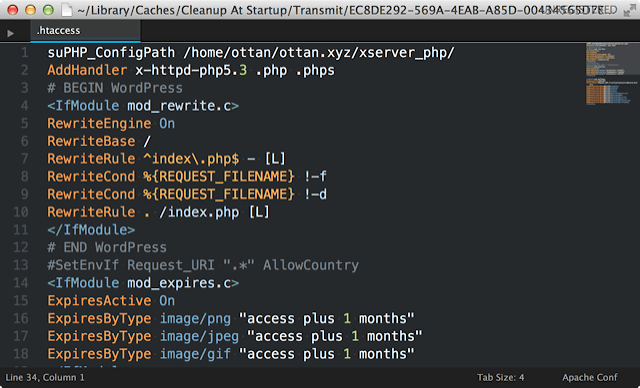 ~/Library/Caches/Cleanup At Startup/Transmit/EC8DE292-569A-4EAB-A85D-
.htaccess
1 suPHP_ConfigPath /home/ottan/ottan.xyz/xserver_php/
2 AddHandler x-httpd-php5.3 .php .phps
3 # BEGIN WordPress
4 <IfModule mod_rewrite.c>
5 RewriteEngine On
6 RewriteBase /
7 RewriteRule ^index\.php$ - [L]
8 RewriteCond %{REQUEST_FILENAME} !-f
9 RewriteCond %{REQUEST_FILENAME} !-d
10 RewriteRule . /index.php [L]
11 </IfModule>
12 # END WordPress
13 #SetEnvIf Request_URI ".*" AllowCountry
14 <IfModule mod_expires.c>
15 ExpiresActive On
16 ExpiresByType image/png "access plus 1 months"
17 ExpiresByType image/jpeg "access plus 1 months"
18 ExpiresByType image/gif "access plus 1 months"
Line 34, Column 1 Tab Size: 4 Apache Conf